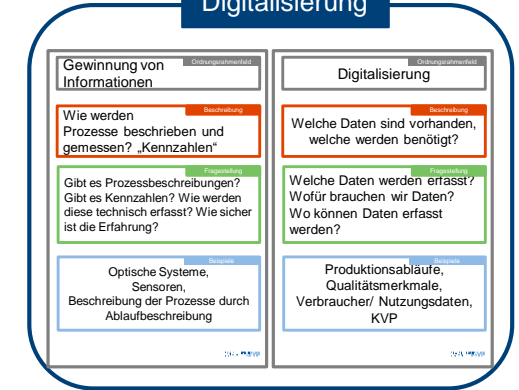 Digitalisierung
Ordnungsrahmenfeld
Gewinnung von
Informationen
Beschreibung
Wie werden
Prozesse beschrieben und
gemessen? „Kennzahlen“
Fragestellung
Gibt es Prozessbeschreibungen?
Gibt es Kennzahlen? Wie werden
diese technisch erfasst? Wie sicher
ist die Erfahrung?
Beispiele
Optische Systeme,
Sensoren,
Beschreibung der Prozesse durch
Ablaufbeschreibung
Ordnungsrahmenfeld
Digitalisierung
Beschreibung
Welche Daten sind vorhanden,
welche werden benötigt?
Fragestellung
Welche Daten werden erfasst?
Wofür brauchen wir Daten?
Wo können Daten erfasst
werden?
Beispiele
Produktionsabläufe,
Qualitätsmerkmale,
Verbraucher/ Nutzungsdaten,
KVP